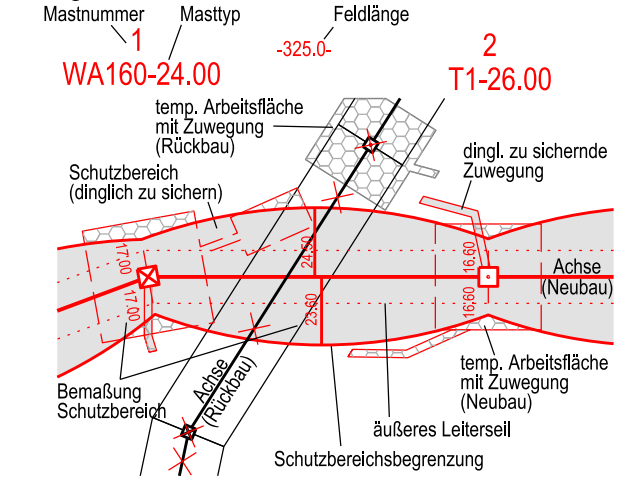 Mastnummer
Masttyp
Feldlänge
1
WA160-24.00
-325.0-
2
T1-26.00
temp. Arbeitsfläche
mit Zuwegung
(Rückbau)
dingl. zu sichernde
Zuwegung
Schutzbereich
(dinglich zu sichern)
17.00
17.00
24.50
23.60
16.60
16.60
Achse
(Neubau)
Achse
(Rückbau)
Bemaßung
Schutzbereich
temp. Arbeitsfläche
mit Zuwegung
(Neubau)
äußeres Leiterseil
Schutzbereichsbegrenzung